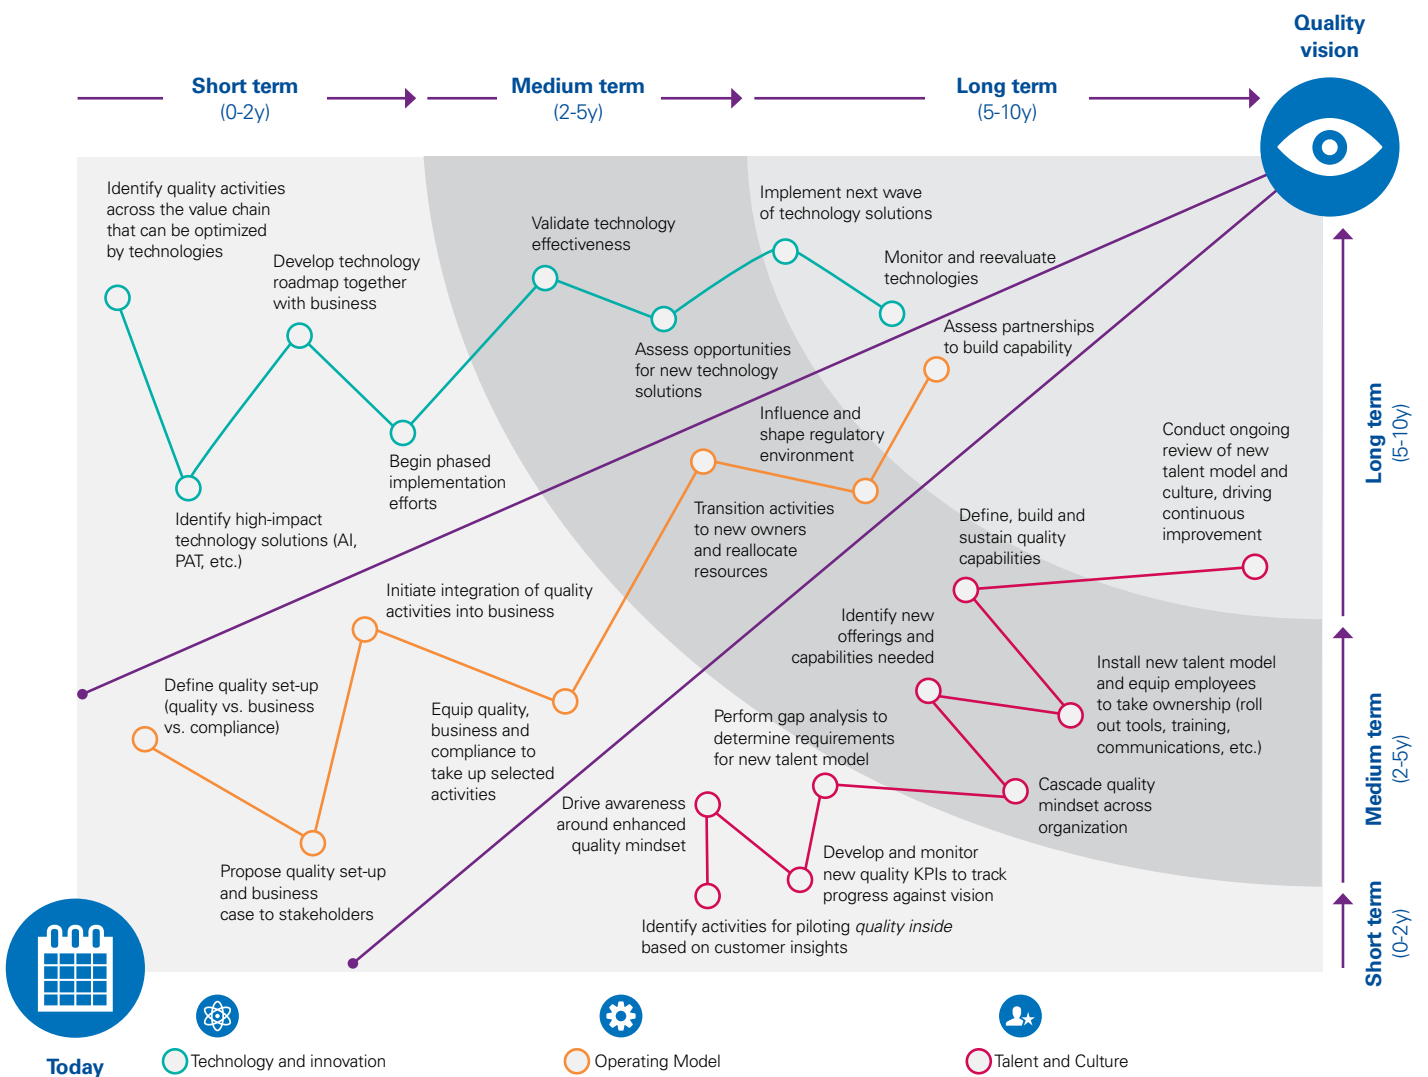 Quality
vision
Short term
(0-2y)
Medium term
(2-5y)
Long term
(5-10y)
Identify quality activities
across the value chain
that can be optimized
by technologies
Develop technology
roadmap together
with business
Validate technology
effectiveness
Implement next wave
of technology solutions
Monitor and reevaluate
technologies
Assess opportunities
for new technology
solutions
Begin phased
implementation
efforts
Identify high-impact
technology solutions (AI,
PAT, etc.)
Assess partnerships
to build capability
Influence and
shape regulatory
environment
Transition activities
to new owners
and reallocate
resources
Initiate integration of quality
activities into business
Define quality set-up
(quality vs. business
vs. compliance)
Equip quality,
business and
compliance to
take up selected
activities
Propose quality set-up
and business
case to stakeholders
Conduct ongoing
review of new
talent model and
culture, driving
continuous
improvement
Define, build and
sustain quality
capabilities
Identify new
offerings and
capabilities needed
Install new talent model
and equip employees
to take ownership (roll
out tools, training,
communications, etc.)
Perform gap analysis to
determine requirements
for new talent model
Cascade quality
mindset across
organization
Drive awareness
around enhanced
quality mindset
Develop and monitor
new quality KPIs to track
progress against vision
Identify activities for piloting quality inside
based on customer insights
Long term
(5-10y)
Medium term
(2-5y)
Short term
(0-2y)
Today
Technology and innovation
Operating Model
Talent and Culture